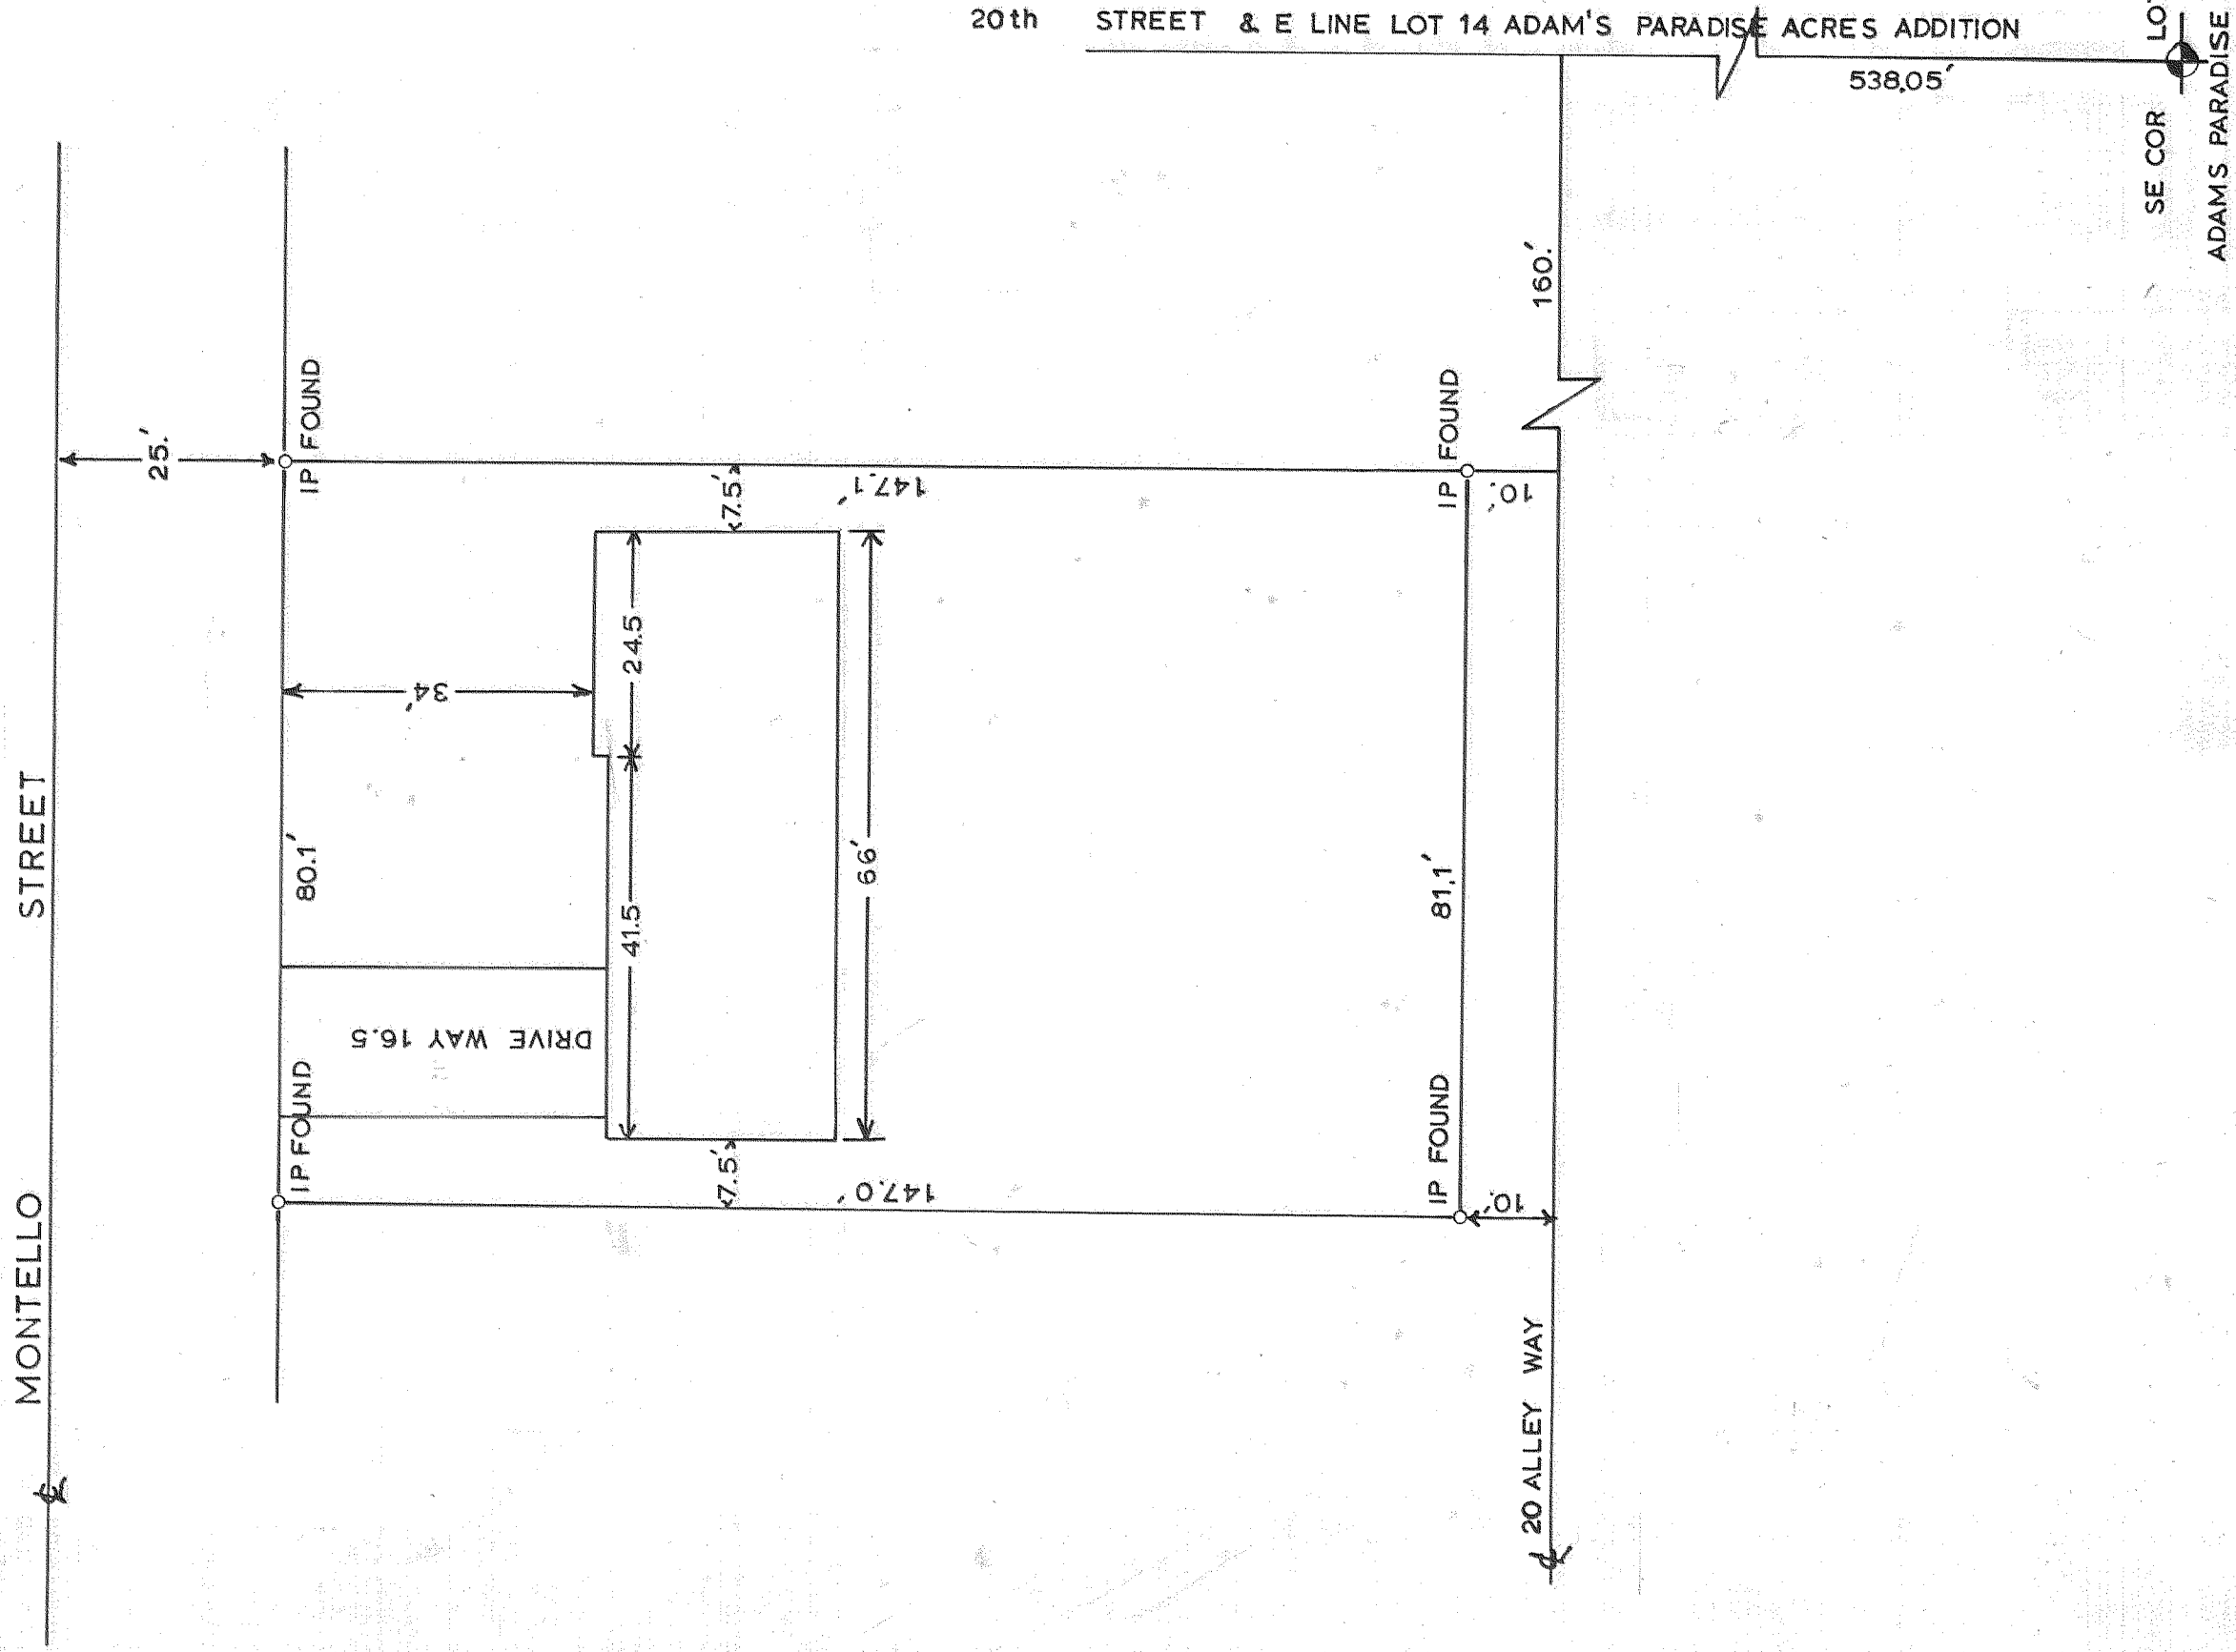 20th STREET & E LINE LOT 14 ADAM'S PARADISE ACRES ADDITION
538.05'
SE COR LOT
ADAMS PARADISE
160.'
25.'
IP FOUND
IP FOUND
147.1'
10.'
7.5'
24.5
34'
MONTELLO STREET
80.1'
41.5
66'
81.1'
DRIVE WAY 16.5
I.P FOUND
IP FOUND
7.5'
147.0'
10.'
20 ALLEY WAY